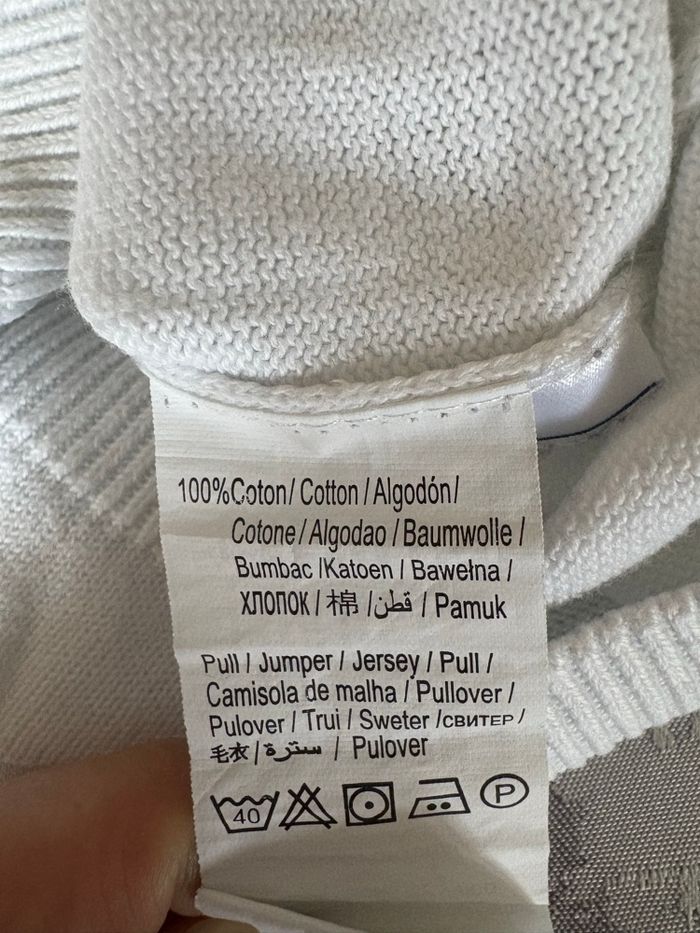 100%Coton/ Cotton / Algodón/
Cotone / Algodao / Baumwolle /
Bumbac /Katoen / Bawełna /
ХЛОПОК / 棉 / قطن / Pamuk
Pull / Jumper / Jersey / Pull /
Camisola de malha / Pullover /
Pulover / Trui / Sweter /СВИТЕР /
毛衣 / سترة / Pulover
40 P